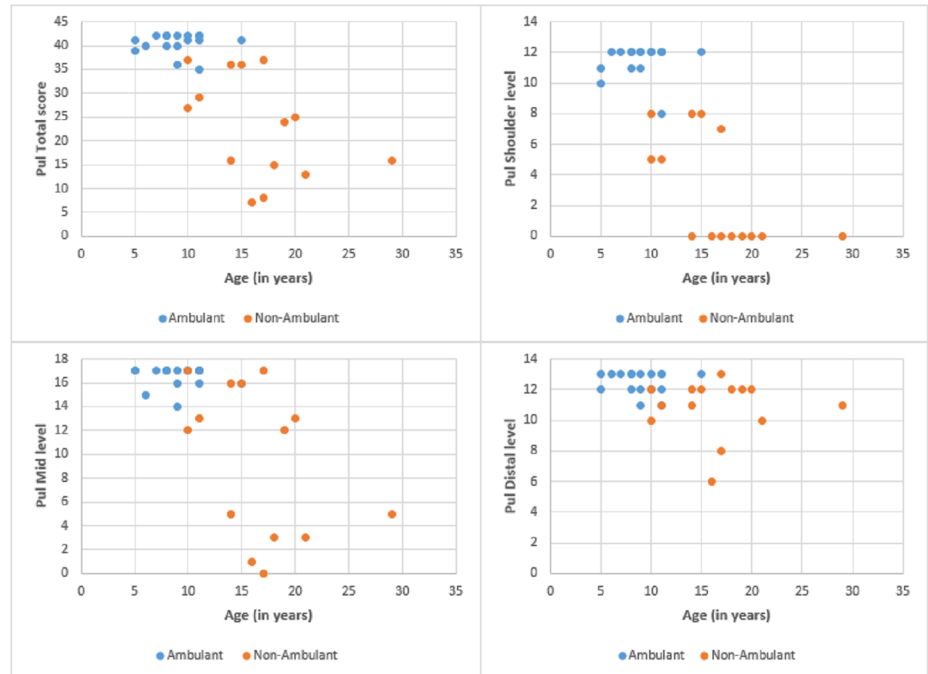 Pul Total score
45
40
35
30
25
20
15
10
5
0
0 5 10 15 20 25 30 35
Age (in years)
Ambulant Non-Ambulant
Pul Shoulder level
14
12
10
8
6
4
2
0
0 5 10 15 20 25 30 35
Age (in years)
Ambulant Non-Ambulant
Pul Mid level
18
16
14
12
10
8
6
4
2
0
0 5 10 15 20 25 30 35
Age (in years)
Ambulant Non-Ambulant
Pul Distal level
14
12
10
8
6
4
2
0
0 5 10 15 20 25 30 35
Age (in years)
Ambulant Non-Ambulant